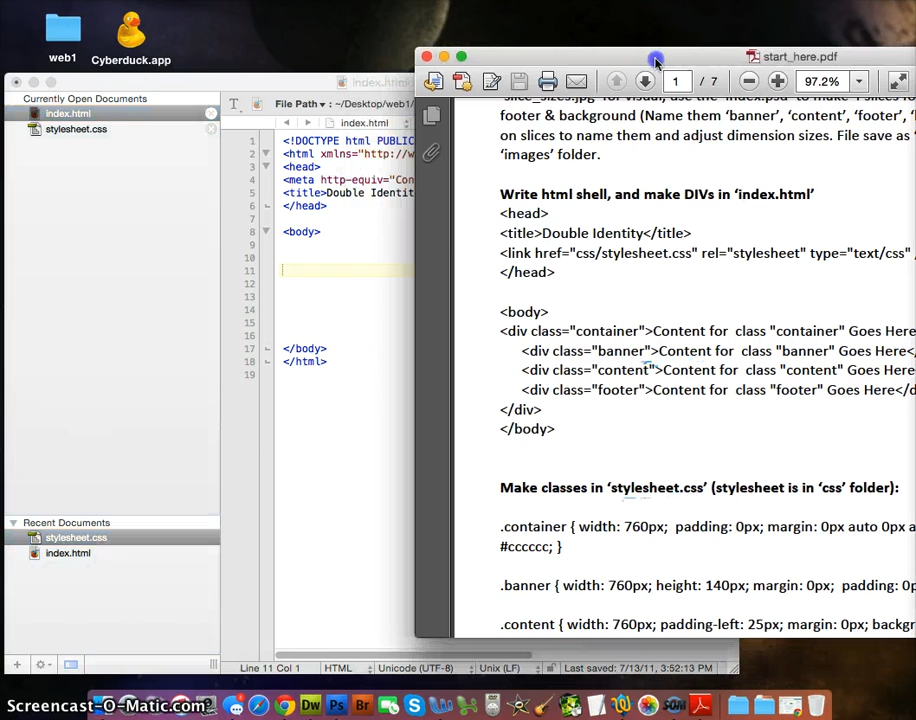 web1
Cyberduck.app
index.html
start_here.pdf
1 / 7
97.2%
Currently Open Documents
index.html
stylesheet.css
File Path : ~/Desktop/web1/
index.html
1 <!DOCTYPE html PUBL
2 <html xmlns="http://w
3 <head>
4 <meta http-equiv="Con
5 <title>Double Identit
6 </head>
7
8 <body>
9
10
11
12
13
14
15
16
17 </body>
18 </html>
19
footer & background (Name them 'banner', 'content', 'footer', '
on slices to name them and adjust dimension sizes. File save as '
'images' folder.
Write html shell, and make DIVs in 'index.html'
<head>
<title>Double Identity</title>
<link href="css/stylesheet.css" rel="stylesheet" type="text/css" /
</head>
<body>
<div class="container">Content for class "container" Goes Here
<div class="banner">Content for class "banner" Goes Here</
<div class="content">Content for class "content" Goes Here
<div class="footer">Content for class "footer" Goes Here</d
</div>
</body>
Make classes in 'stylesheet.css' (stylesheet is in 'css' folder):
.container { width: 760px; padding: 0px; margin: 0px auto 0px a
#cccccc; }
.banner { width: 760px; height: 140px; margin: 0px; padding: 0
.content { width: 760px; padding-left: 25px; margin: 0px; backgr
Recent Documents
stylesheet.css
index.html
Line 11 Col 1
HTML
Unicode (UTF-8)
Unix (LF)
Last saved: 7/13/11, 3:52:13 PM
Screencast-O-Matic.com
Dw
Ps
Br
SOM